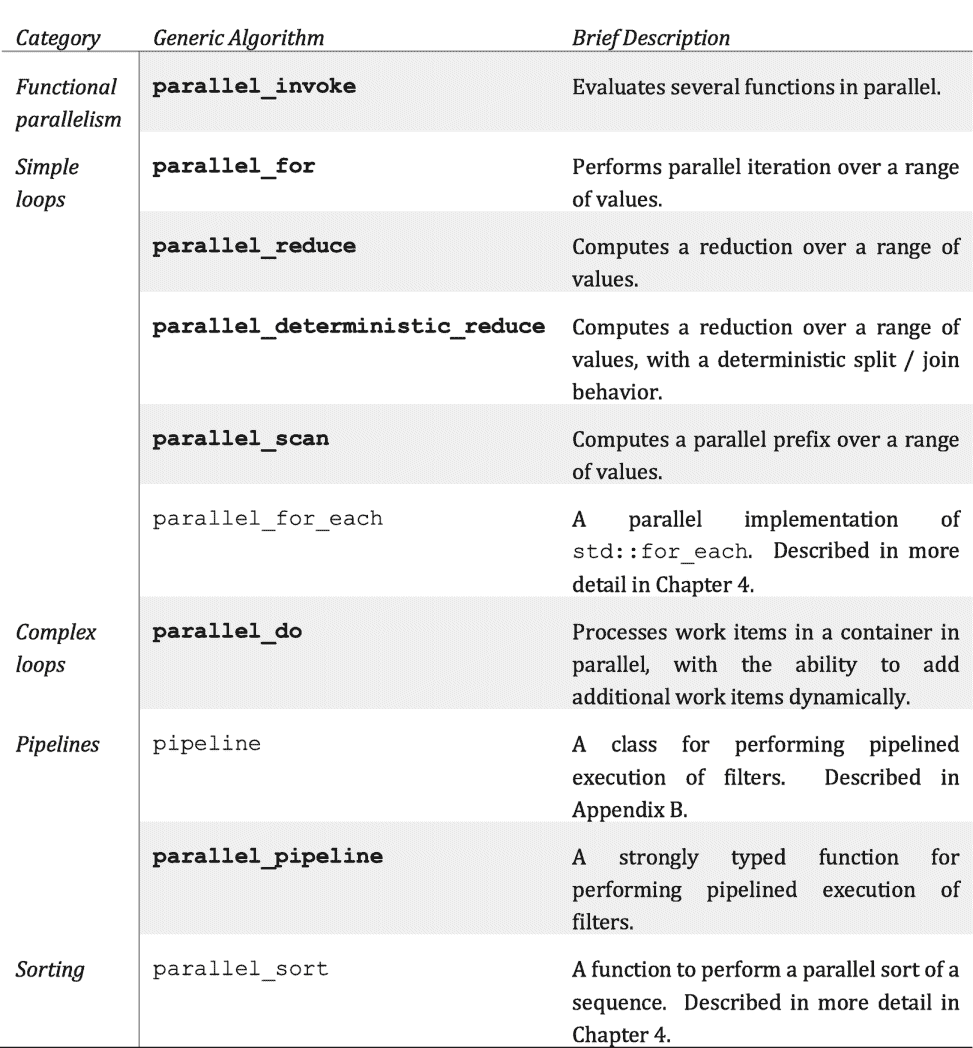 Category Generic Algorithm Brief Description
Functional parallel_invoke Evaluates several functions in parallel.
parallelism
Simple parallel_for Performs parallel iteration over a range
loops of values.
parallel_reduce Computes a reduction over a range of
values.
parallel_deterministic_reduce Computes a reduction over a range of
values, with a deterministic split / join
behavior.
parallel_scan Computes a parallel prefix over a range
of values.
parallel_for_each A parallel implementation of
std::for_each. Described in more
detail in Chapter 4.
Complex parallel_do Processes work items in a container in
loops parallel, with the ability to add
additional work items dynamically.
Pipelines pipeline A class for performing pipelined
execution of filters. Described in
Appendix B.
parallel_pipeline A strongly typed function for
performing pipelined execution of
filters.
Sorting parallel_sort A function to perform a parallel sort of a
sequence. Described in more detail in
Chapter 4.